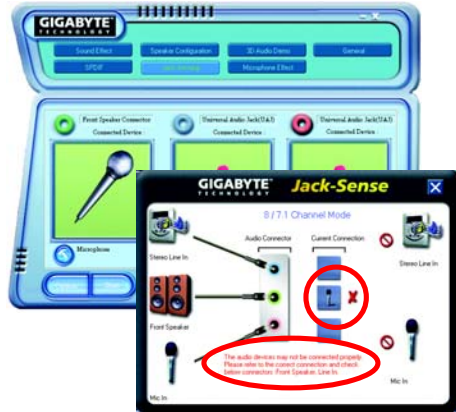 GIGABYTE
TECHNOLOGY
Sound Effect
Speaker Configuration
3D Audio Demo
General
S/PDIF
Microphone Effect
Front Speaker Connector
Connected Device :
Universal Audio Jack(UAJ)
Connected Device :
Universal Audio Jack(UAJ)
Connected Device :
Microphone
GIGABYTE™
TECHNOLOGY
Jack-Sense
X
8 / 7.1 Channel Mode
Audio Connector
Current Connection
Stereo Line In
Stereo Line In
Front Speaker
The audio devices may not be connected properly.
Please refer to the correct connection and check
below connectors :Front Speaker, Line In.
Mic In
Mic In